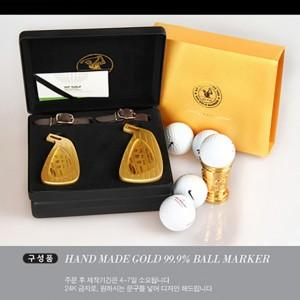 구성품 HAND MADE GOLD 99.9% BALL MARKER
주문 후 제작기간은 4~7일 소요됩니다
24K 금지로, 원하시는 문구를 넣어 디자인 해드립니다